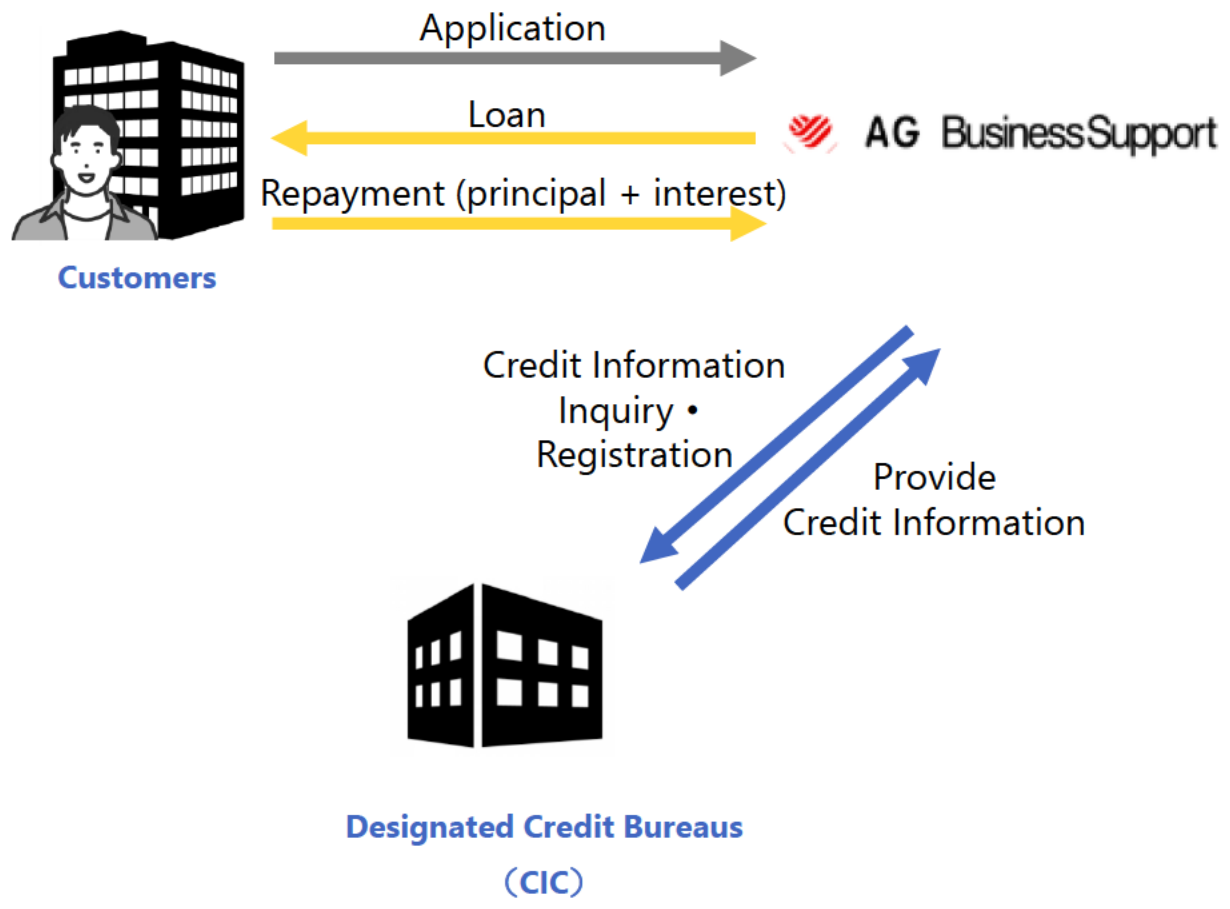 Application
Loan
AG BusinessSupport
Repayment (principal + interest)
Customers
Credit Information
Inquiry •
Registration
Provide
Credit Information
Designated Credit Bureaus
（CIC）